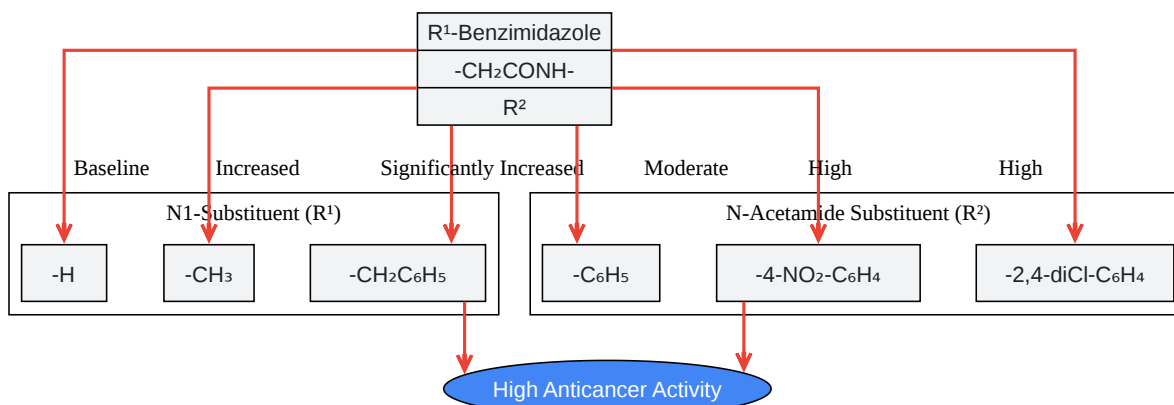 R¹-Benzimidazole
-CH₂CONH-
R²
Baseline
Increased
Significantly Increased
Moderate
High
High
N1-Substituent (R¹)
N-Acetamide Substituent (R²)
-H
-CH₃
-CH₂C₆H₅
-C₆H₅
-4-NO₂-C₆H₄
-2,4-diCl-C₆H₄
High Anticancer Activity